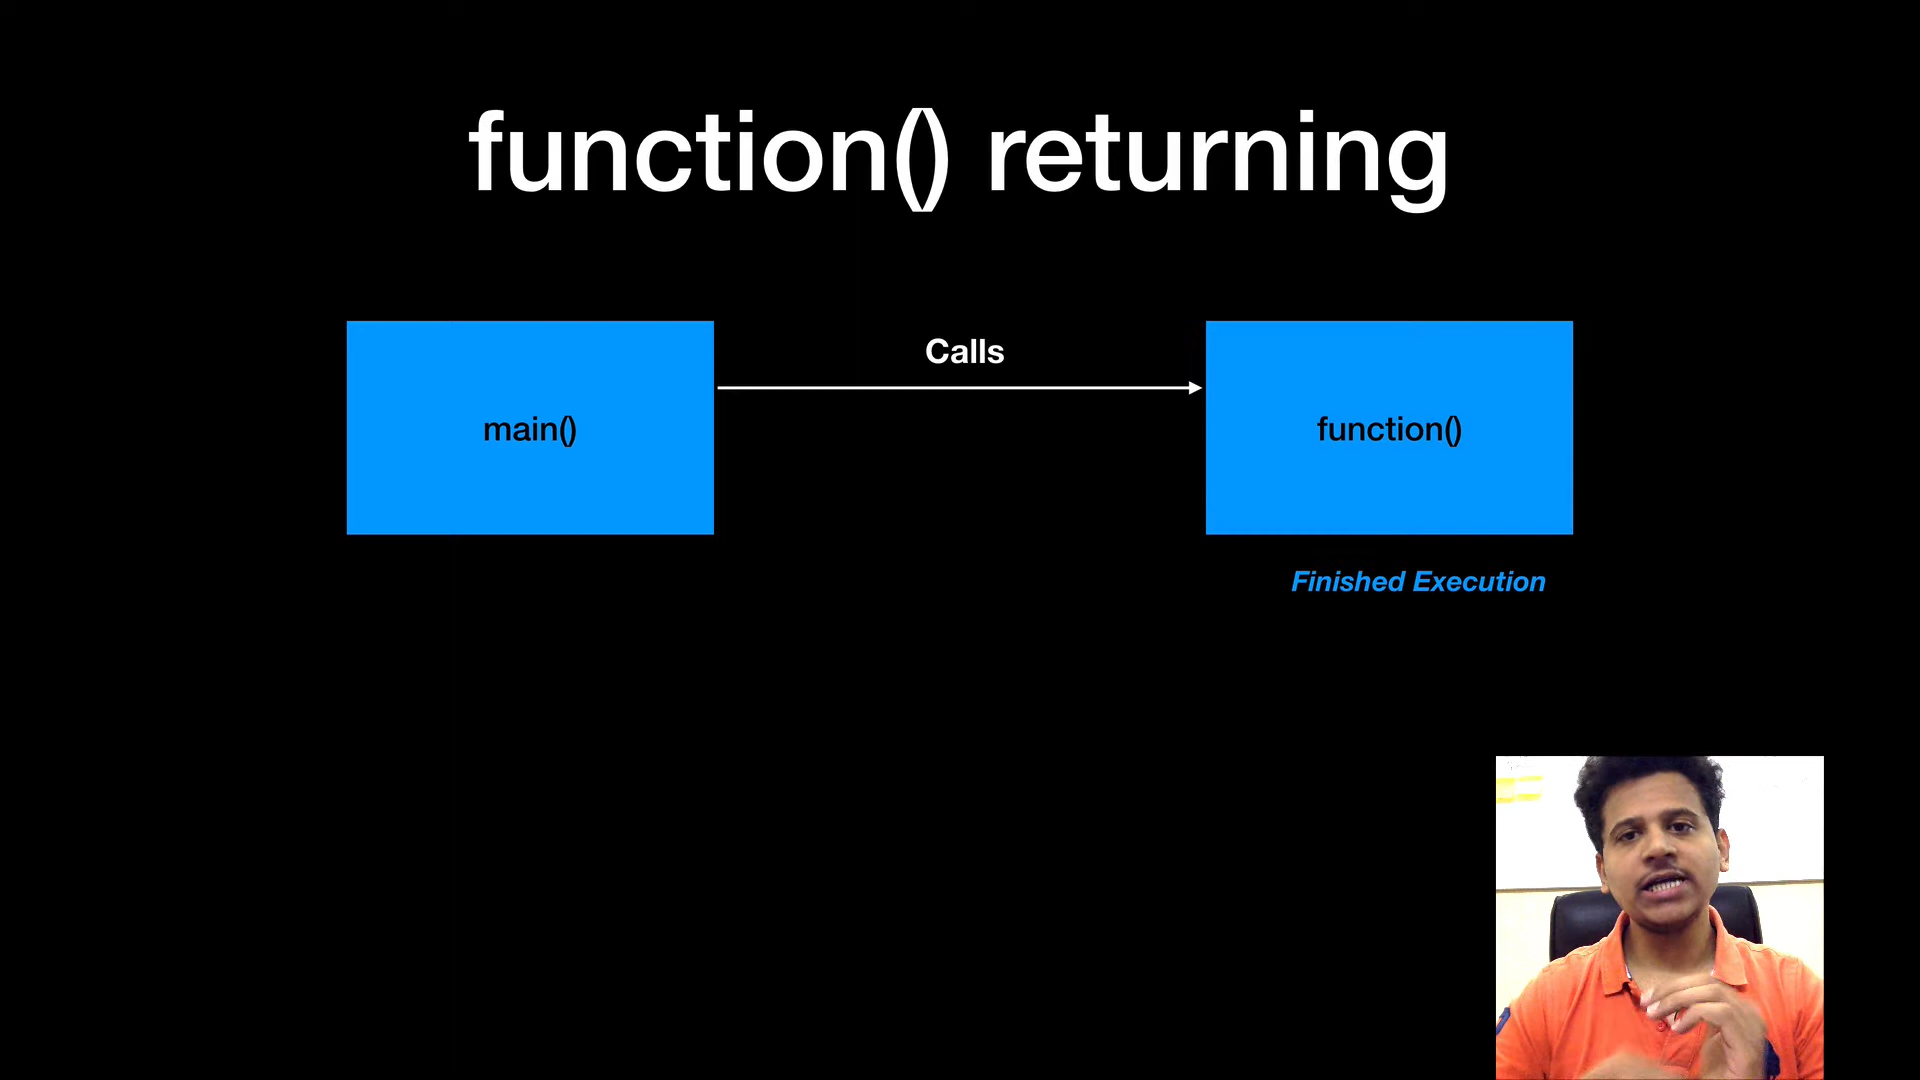 function() returning
Calls
main()
function()
Finished Execution